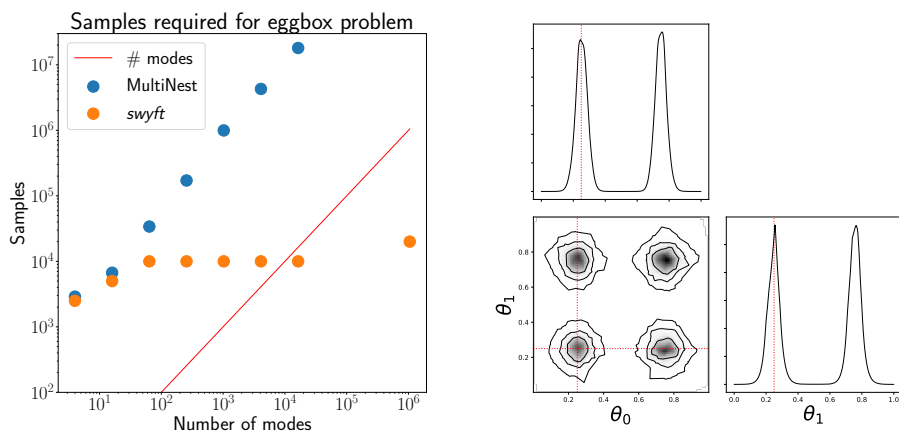 Samples required for eggbox problem
# modes
MultiNest
swyft
Samples
10^7
10^6
10^5
10^4
10^3
10^2
10^1 10^2 10^3 10^4 10^5 10^6
Number of modes
θ_1
0.8
0.6
0.4
0.2
0.2 0.4 0.6 0.8
θ_0
0.0 0.2 0.4 0.6 0.8 1.0
θ_1